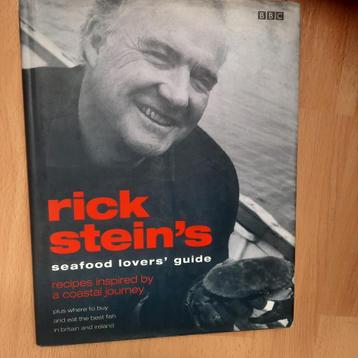 BBC
rick
stein's
seafood lovers' guide
recipes inspired by
a coastal journey
plus where to buy
and eat the best fish
in britain and ireland